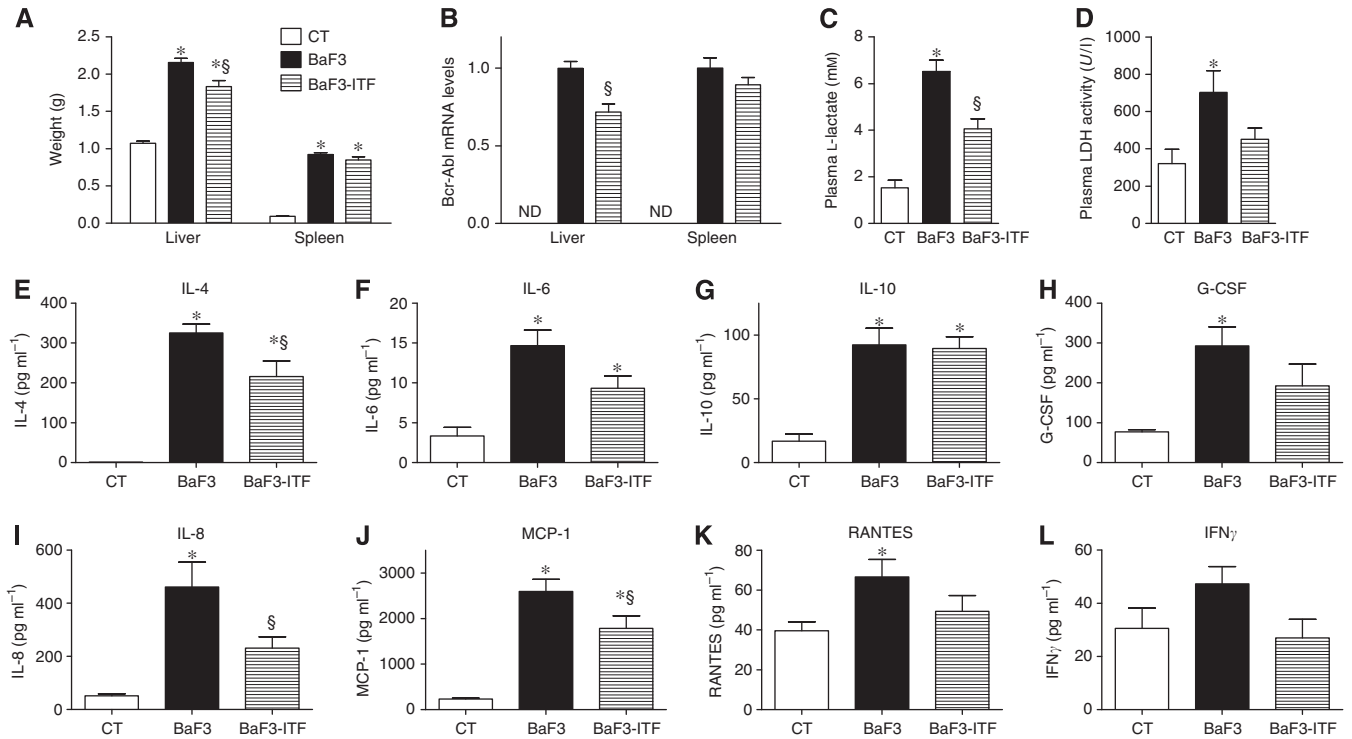 A
Weight (g)
2.5
2.0
1.5
1.0
0.5
0.0
*
*§
*
*
Liver
Spleen
CT
BaF3
BaF3-ITF
B
Bcr-Abl mRNA levels
1.0
0.5
0.0
ND
§
ND
Liver
Spleen
C
Plasma L-lactate (mM)
8
6
4
2
0
*
§
CT BaF3 BaF3-ITF
D
Plasma LDH activity (U/l)
1000
800
600
400
200
0
*
CT BaF3 BaF3-ITF
E
IL-4
IL-4 (pg ml⁻¹)
400
300
200
100
0
*
*§
CT BaF3 BaF3-ITF
F
IL-6
IL-6 (pg ml⁻¹)
20
15
10
5
0
*
*
CT BaF3 BaF3-ITF
G
IL-10
IL-10 (pg ml⁻¹)
100
50
0
*
*
CT BaF3 BaF3-ITF
H
G-CSF
G-CSF (pg ml⁻¹)
400
300
200
100
0
*
CT BaF3 BaF3-ITF
I
IL-8
IL-8 (pg ml⁻¹)
600
400
200
0
*
§
CT BaF3 BaF3-ITF
J
MCP-1
MCP-1 (pg ml⁻¹)
3000
2000
1000
0
*
*§
CT BaF3 BaF3-ITF
K
RANTES
RANTES (pg ml⁻¹)
80
60
40
20
0
*
CT BaF3 BaF3-ITF
L
IFNγ
IFNγ (pg ml⁻¹)
60
40
20
0
CT BaF3 BaF3-ITF